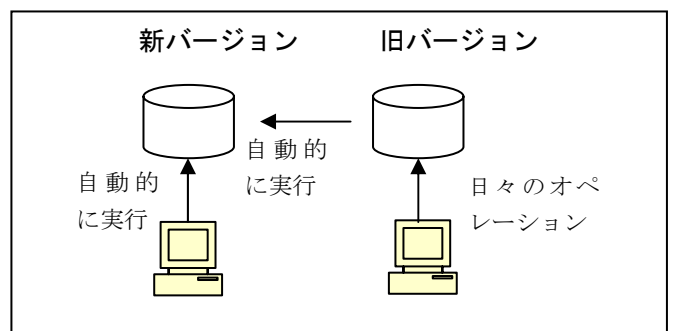 新バージョン
旧バージョン
自動的
に実行
自動的
に実行
日々のオペ
レーション